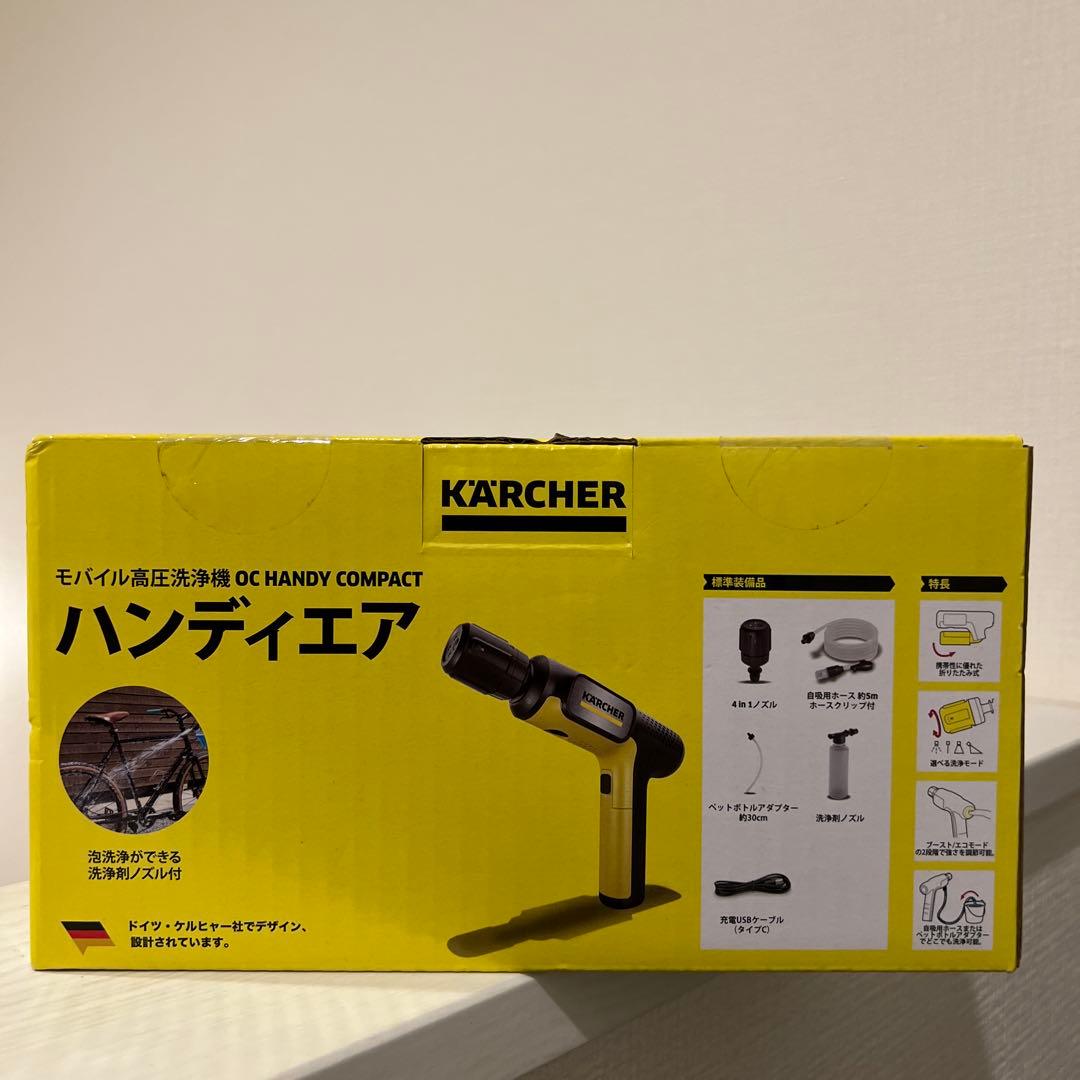 KÄRCHER
モバイル高圧洗浄機 OC HANDY COMPACT
ハンディエア
泡洗浄ができる
洗浄剤ノズル付
ドイツ・ケルヒャー社でデザイン、
設計されています。
KÄRCHER
標準装備品
4 in 1ノズル
自吸用ホース 約5m
ホースクリップ付
ペットボトルアダプター
約30cm
洗浄剤ノズル
充電USBケーブル
(タイプC)
特長
携帯性に優れた
折りたたみ式
選べる洗浄モード
ブースト/エコモード
の2段階で強さを調節可能。
自吸用ホースまたは
ペットボトルアダプター
でどこでも洗浄可能。